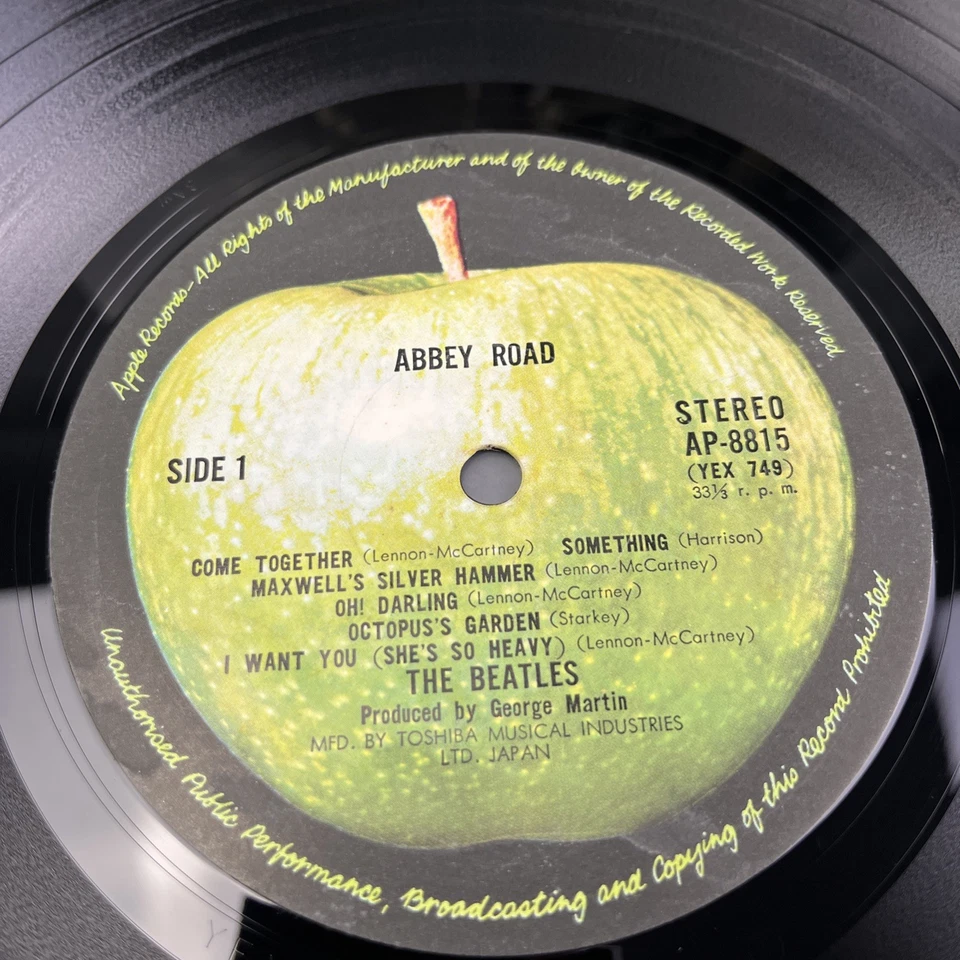 Apple Records-All Rights of the Manufacturer and of the Owner of the Recorded Work Reserved
ABBEY ROAD
STEREO
AP-8815
(YEX 749)
33⅓ r. p. m.
SIDE 1
COME TOGETHER (Lennon-McCartney) SOMETHING (Harrison)
MAXWELL'S SILVER HAMMER (Lennon-McCartney)
OH! DARLING (Lennon-McCartney)
OCTOPUS'S GARDEN (Starkey)
I WANT YOU (SHE'S SO HEAVY) (Lennon-McCartney)
THE BEATLES
Produced by George Martin
MFD. BY TOSHIBA MUSICAL INDUSTRIES
LTD. JAPAN
Unauthorised Public Performance, Broadcasting and Copying of this Record Prohibited